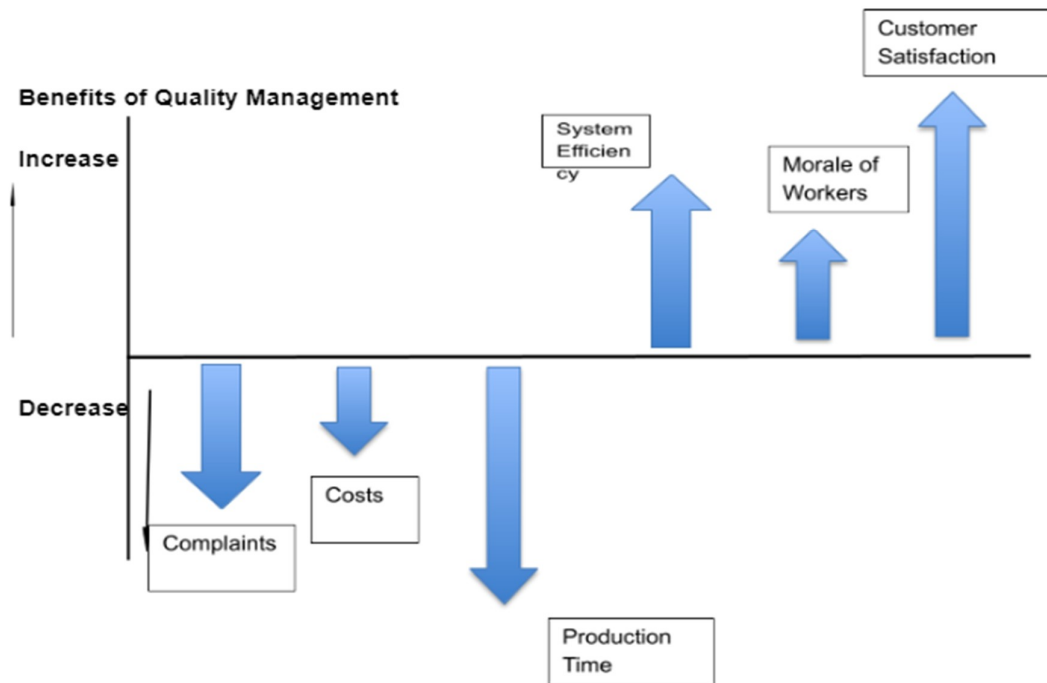 Customer
Satisfaction
Benefits of Quality Management
System
Efficien
cy
Increase
Morale of
Workers
Decrease
Costs
Complaints
Production
Time